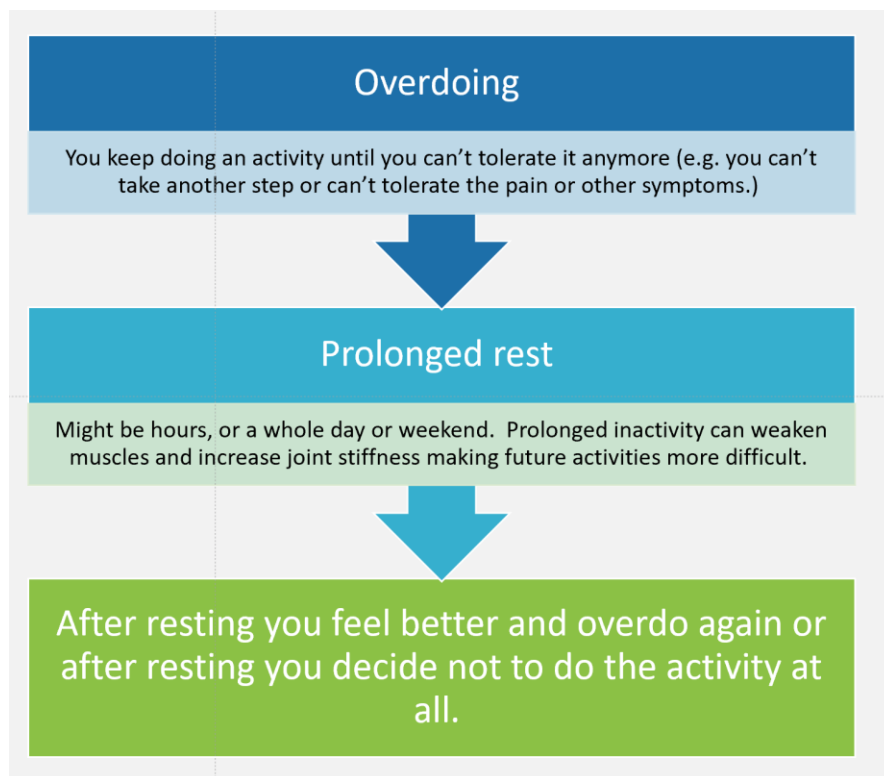 Overdoing
You keep doing an activity until you can’t tolerate it anymore (e.g. you can’t
take another step or can’t tolerate the pain or other symptoms.)
Prolonged rest
Might be hours, or a whole day or weekend.  Prolonged inactivity can weaken
muscles and increase joint stiffness making future activities more difficult.
After resting you feel better and overdo again or
after resting you decide not to do the activity at
all.